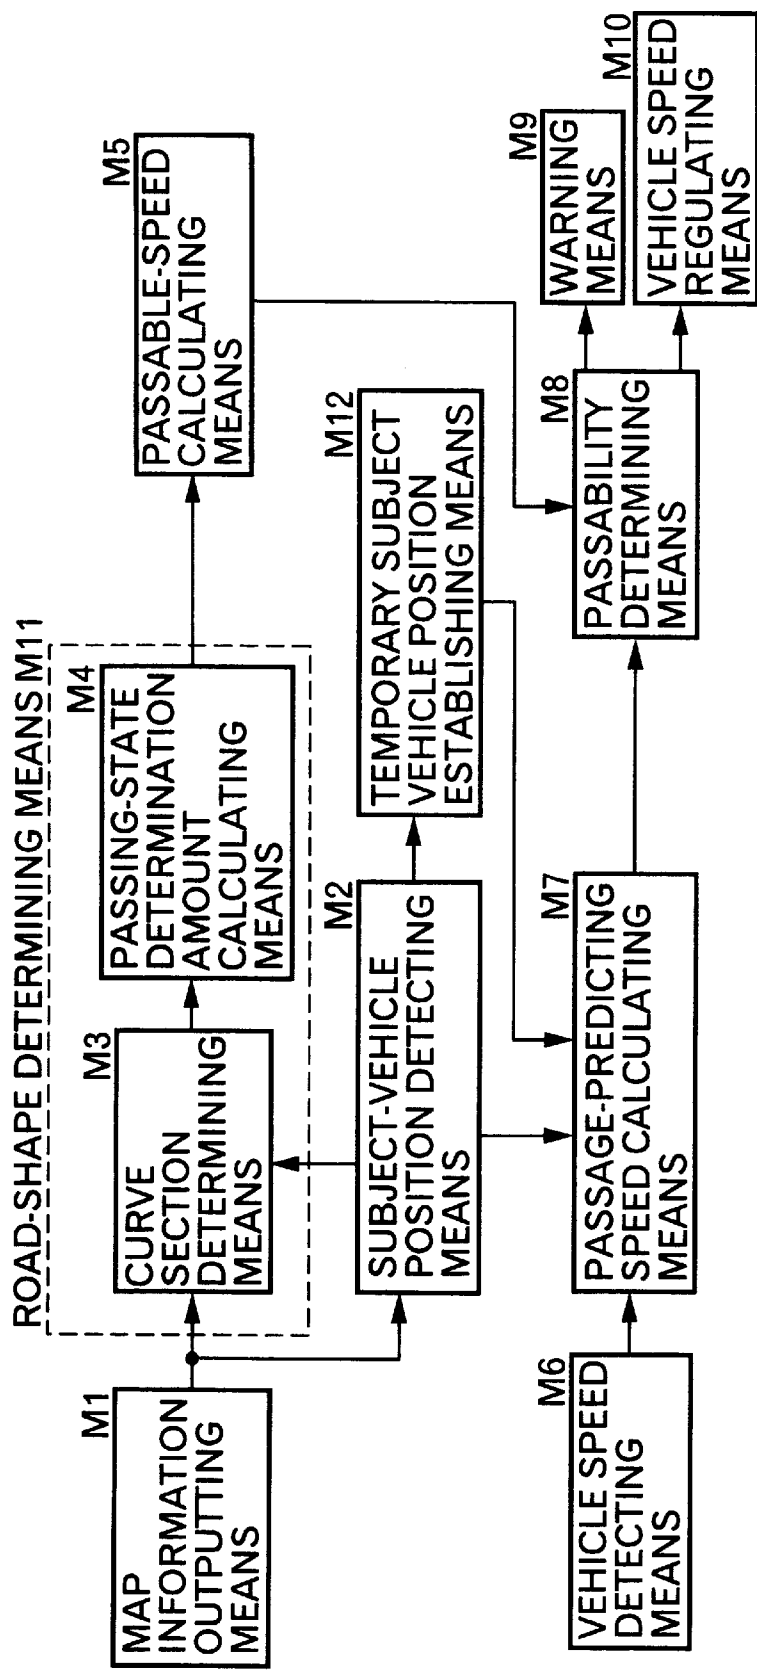 ROAD-SHAPE DETERMINING MEANS M11
M1
MAP
INFORMATION
OUTPUTTING
MEANS
M3
CURVE
SECTION
DETERMINING
MEANS
M4
PASSING-STATE
DETERMINATION
AMOUNT
CALCULATING
MEANS
M5
PASSABLE-SPEED
CALCULATING
MEANS
M2
SUBJECT-VEHICLE
POSITION DETECTING
MEANS
M12
TEMPORARY SUBJECT
VEHICLE POSITION
ESTABLISHING MEANS
M6
VEHICLE SPEED
DETECTING
MEANS
M7
PASSAGE-PREDICTING
SPEED CALCULATING
MEANS
M8
PASSABILITY
DETERMINING
MEANS
M9
WARNING
MEANS
M10
VEHICLE SPEED
REGULATING
MEANS